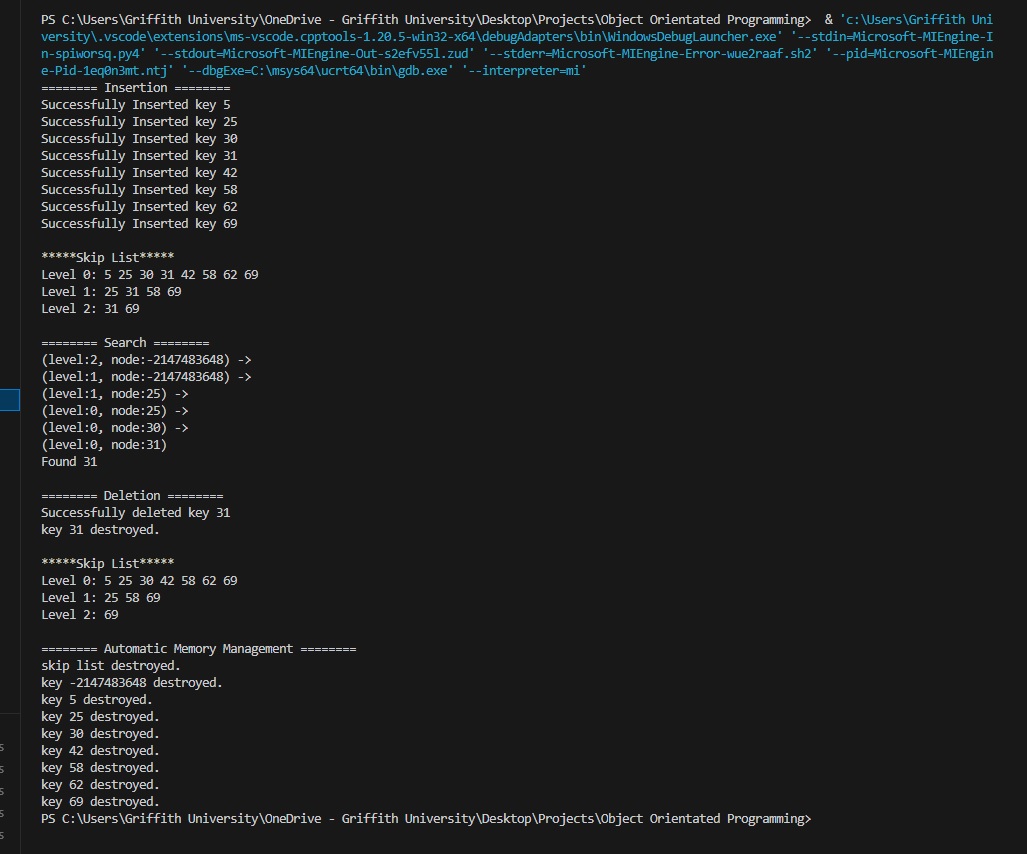 PS C:\Users\Griffith University\OneDrive - Griffith University\Desktop\Projects\Object Orientated Programming>  & 'c:\Users\Griffith Uni
versity\.vscode\extensions\ms-vscode.cpptools-1.20.5-win32-x64\debugAdapters\bin\WindowsDebugLauncher.exe' '--stdin=Microsoft-MIEngine-I
n-spiworsq.py4' '--stdout=Microsoft-MIEngine-Out-s2efv55l.zud' '--stderr=Microsoft-MIEngine-Error-wue2raaf.sh2' '--pid=Microsoft-MIEngin
e-Pid-1eq0n3mt.ntj' '--dbgExe=C:\msys64\ucrt64\bin\gdb.exe' '--interpreter=mi'
======== Insertion ========
Successfully Inserted key 5
Successfully Inserted key 25
Successfully Inserted key 30
Successfully Inserted key 31
Successfully Inserted key 42
Successfully Inserted key 58
Successfully Inserted key 62
Successfully Inserted key 69

*****Skip List*****
Level 0: 5 25 30 31 42 58 62 69
Level 1: 25 31 58 69
Level 2: 31 69

======== Search ========
(level:2, node:-2147483648) ->
(level:1, node:-2147483648) ->
(level:1, node:25) ->
(level:0, node:25) ->
(level:0, node:30) ->
(level:0, node:31)
Found 31

======== Deletion ========
Successfully deleted key 31
key 31 destroyed.

*****Skip List*****
Level 0: 5 25 30 42 58 62 69
Level 1: 25 58 69
Level 2: 69

======== Automatic Memory Management ========
skip list destroyed.
key -2147483648 destroyed.
key 5 destroyed.
key 25 destroyed.
key 30 destroyed.
key 42 destroyed.
key 58 destroyed.
key 62 destroyed.
key 69 destroyed.
PS C:\Users\Griffith University\OneDrive - Griffith University\Desktop\Projects\Object Orientated Programming>